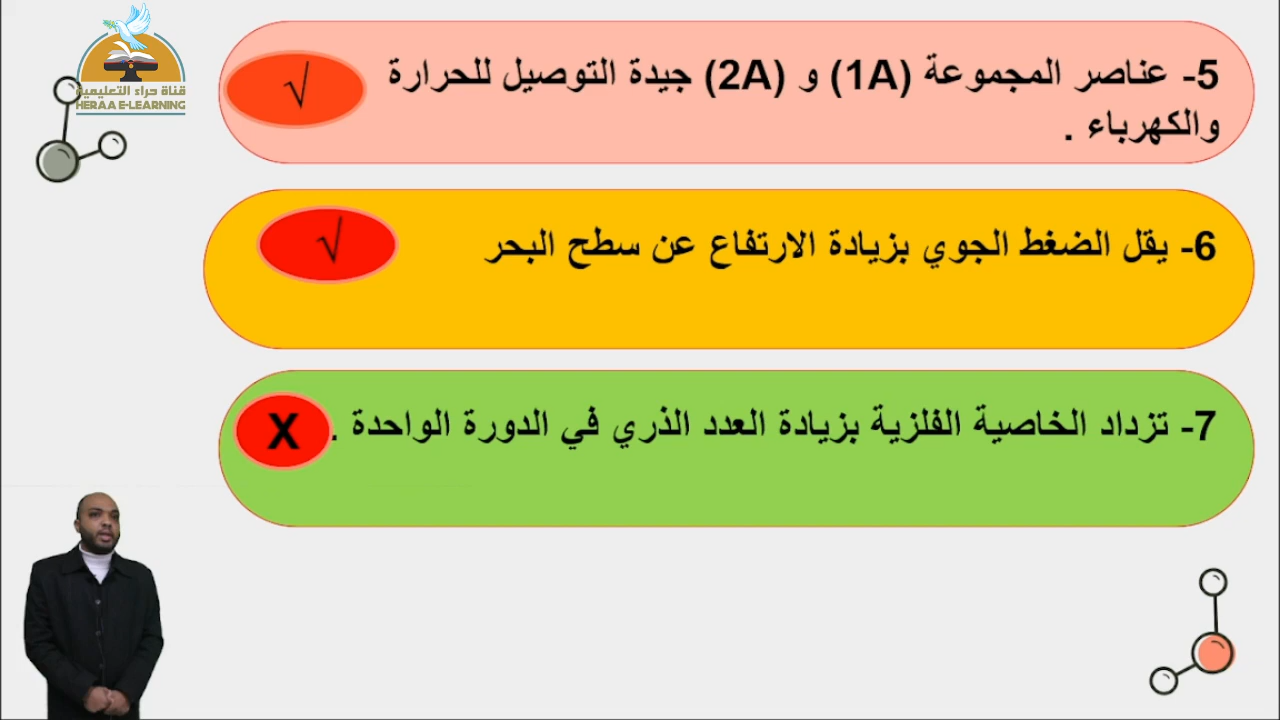 قناة حراء التعليمية
HERAA E-LEARNING
5- عناصر المجموعة (1A) و (2A) جيدة التوصيل للحرارة
والكهرباء .
√
6- يقل الضغط الجوي بزيادة الارتفاع عن سطح البحر
√
7- تزداد الخاصية الفلزية بزيادة العدد الذري في الدورة الواحدة .
X